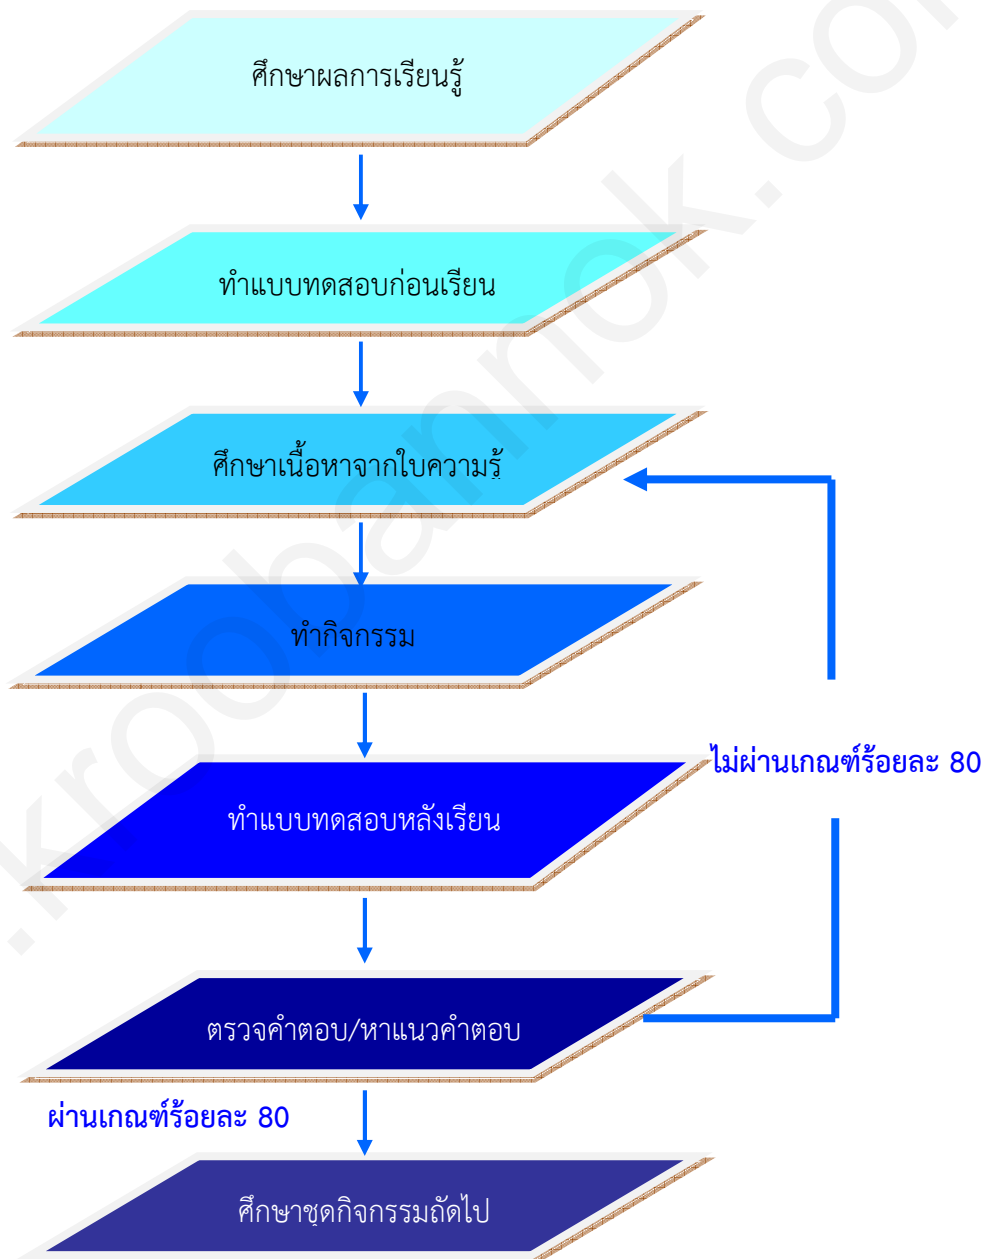 ศึกษาผลการเรียนรู้
ทำแบบทดสอบก่อนเรียน
ศึกษาเนื้อหาจากใบความรู้
ทำกิจกรรม
ไม่ผ่านเกณฑ์ร้อยละ 80
ทำแบบทดสอบหลังเรียน
ตรวจคำตอบ/หาแนวคำตอบ
ผ่านเกณฑ์ร้อยละ 80
ศึกษาชุดกิจกรรมถัดไป
.kroobannok.co